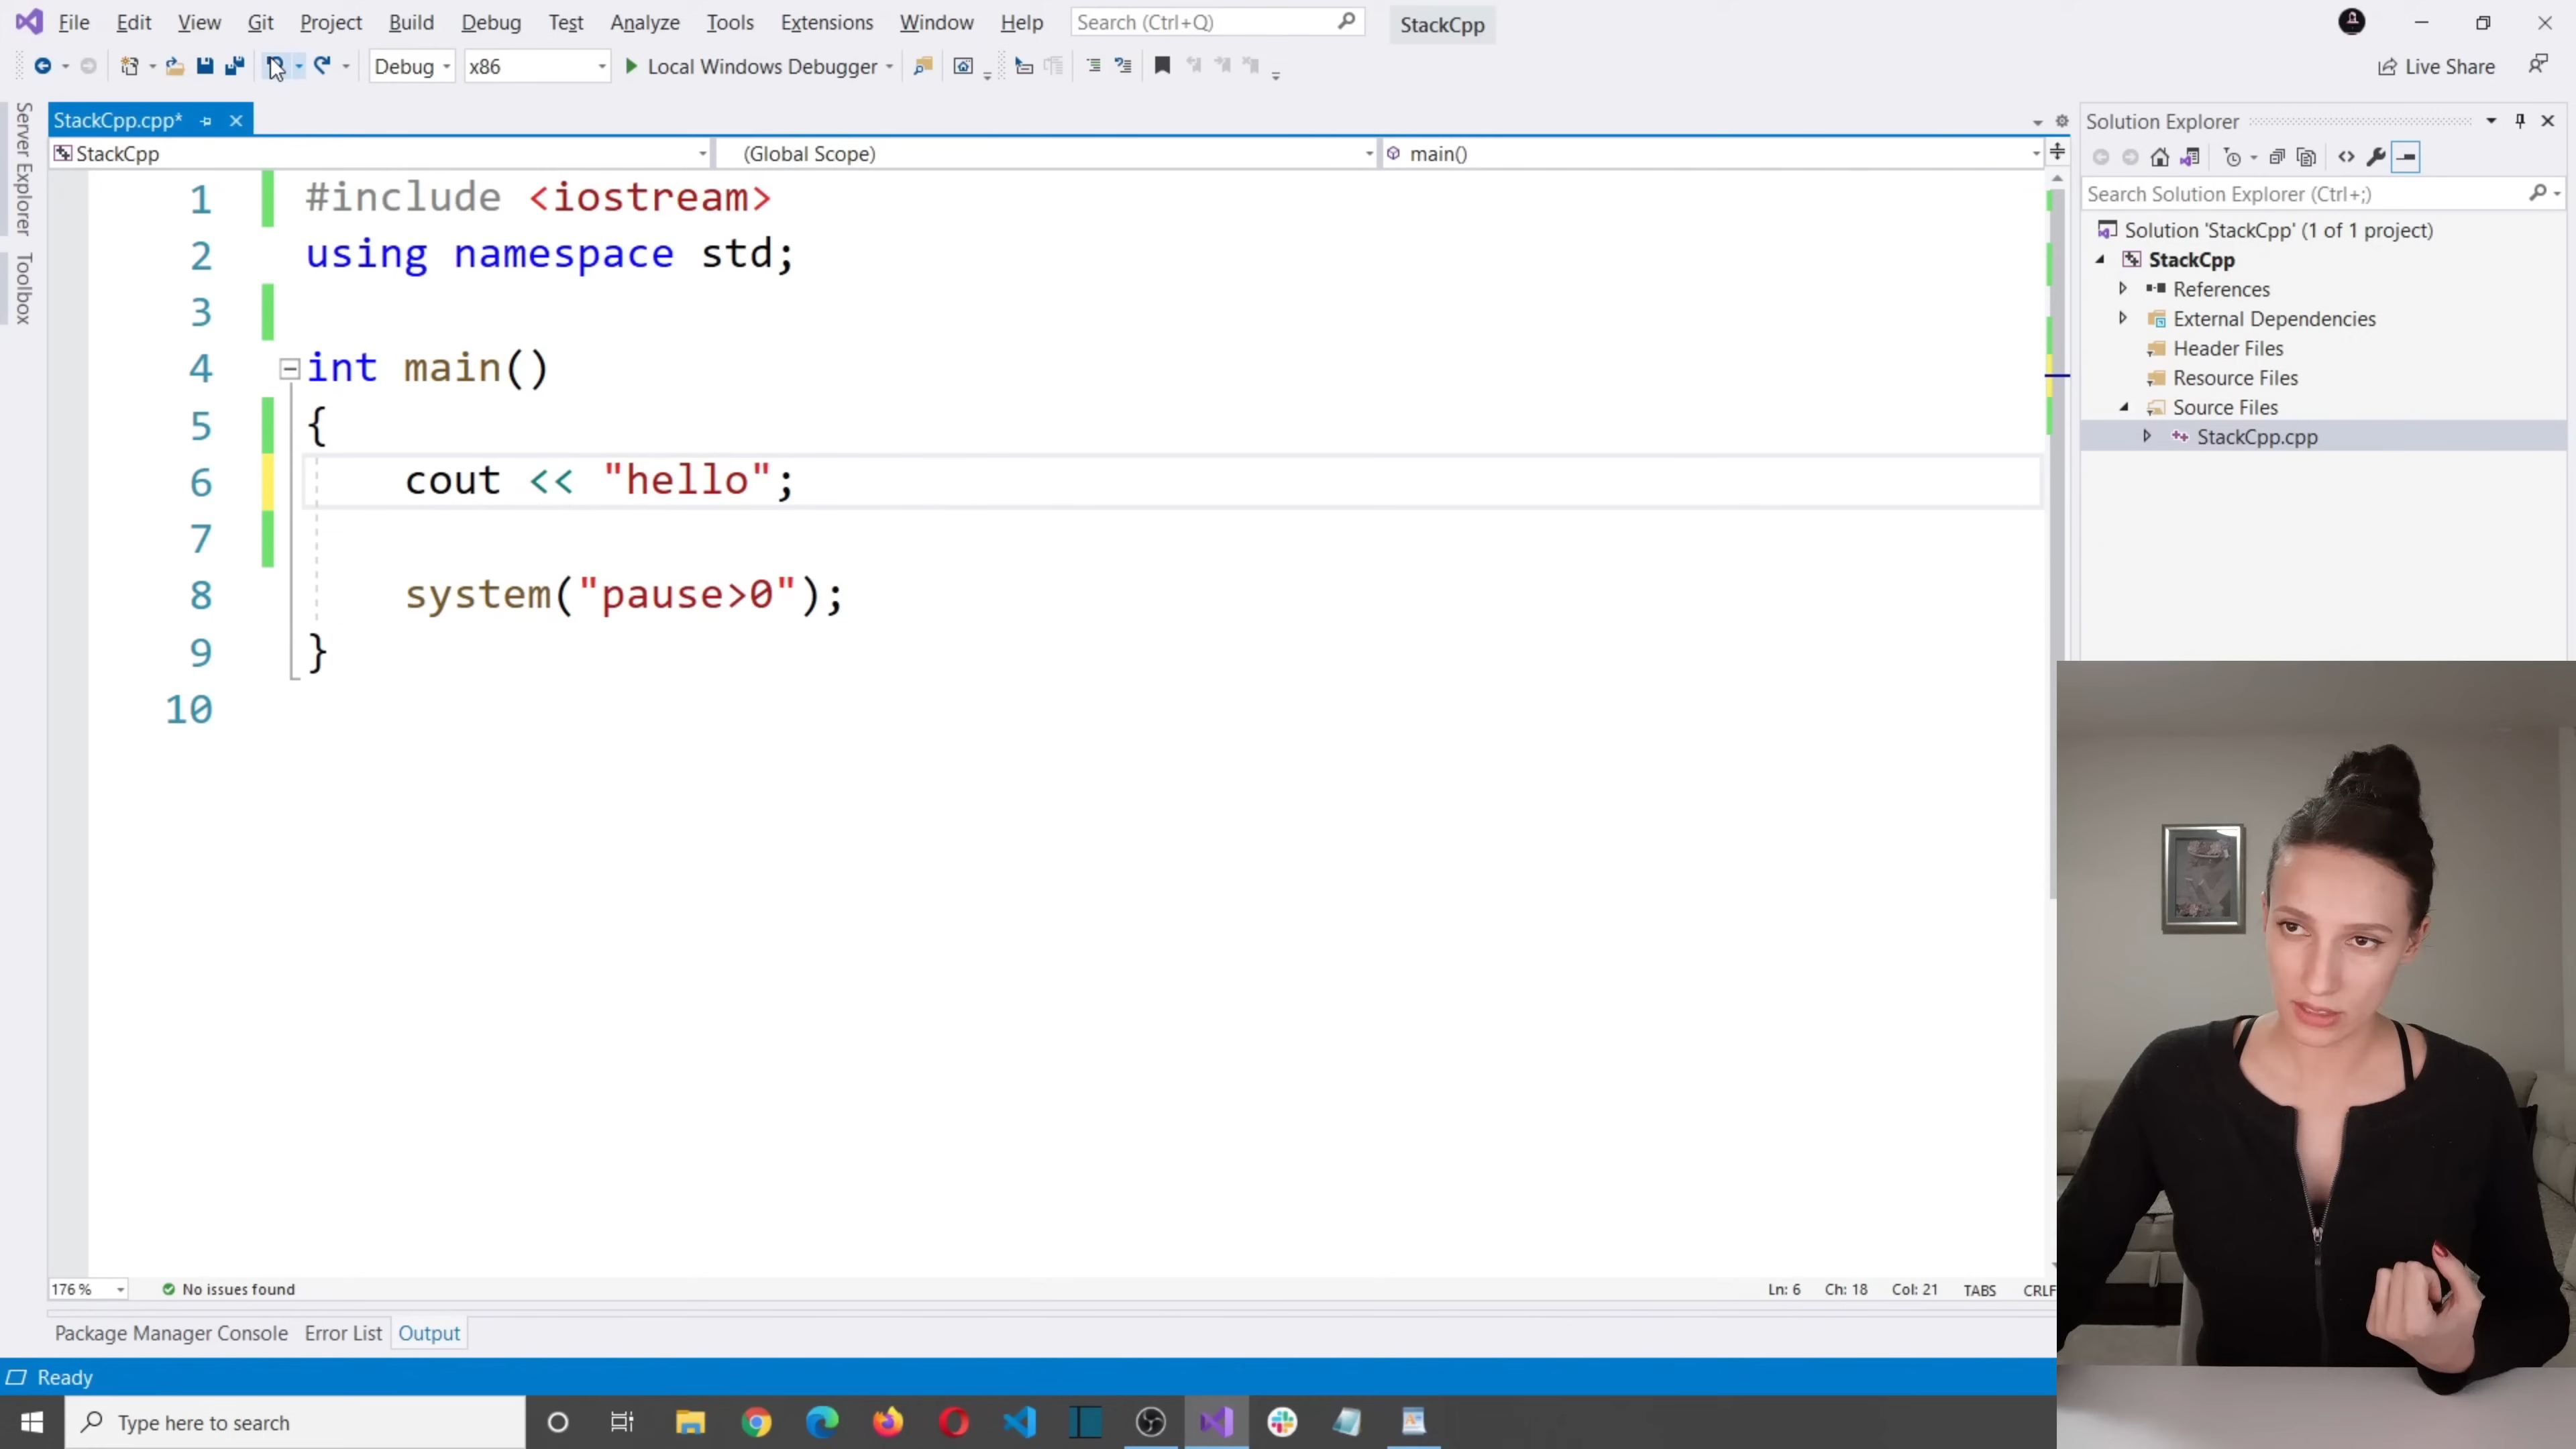 File Edit View Git Project Build Debug Test Analyze Tools Extensions Window Help Search (Ctrl+Q) StackCpp
Debug x86 Local Windows Debugger Live Share
Server Explorer
Toolbox
StackCpp.cpp*
StackCpp (Global Scope) main()
1 #include <iostream>
2 using namespace std;
3
4 int main()
5 {
6 cout << "hello";
7
8 system("pause>0");
9 }
10
Solution Explorer
Search Solution Explorer (Ctrl+;)
Solution 'StackCpp' (1 of 1 project)
StackCpp
References
External Dependencies
Header Files
Resource Files
Source Files
StackCpp.cpp
176 % No issues found Ln: 6 Ch: 18 Col: 21 TABS CRLF
Package Manager Console Error List Output
Ready
Type here to search